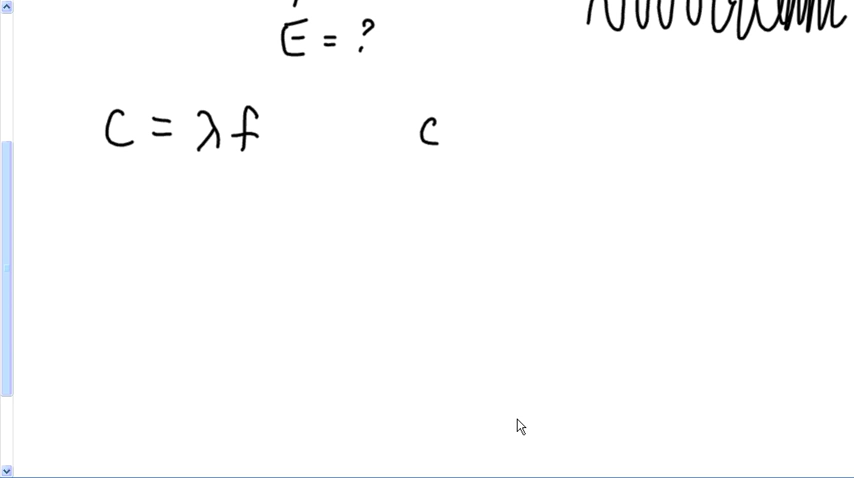 E = ?
C = λf c